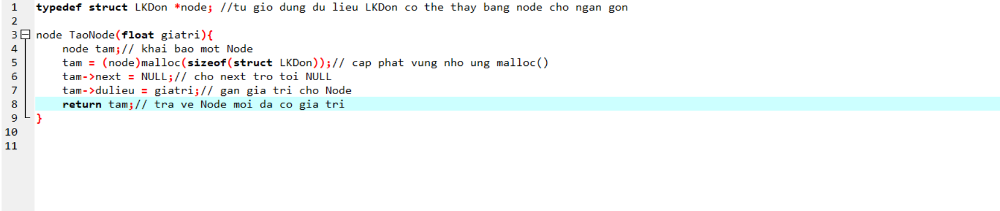 1 typedef struct LKDon *node; //tu gio dung du lieu LKDon co the thay bang node cho ngan gon
2
3 node TaoNode(float giatri){
4     node tam;// khai bao mot Node
5     tam = (node)malloc(sizeof(struct LKDon));// cap phat vung nho ung malloc()
6     tam->next = NULL;// cho next tro toi NULL
7     tam->dulieu = giatri;// gan gia tri cho Node
8     return tam;// tra ve Node moi da co gia tri
9 }
10
11